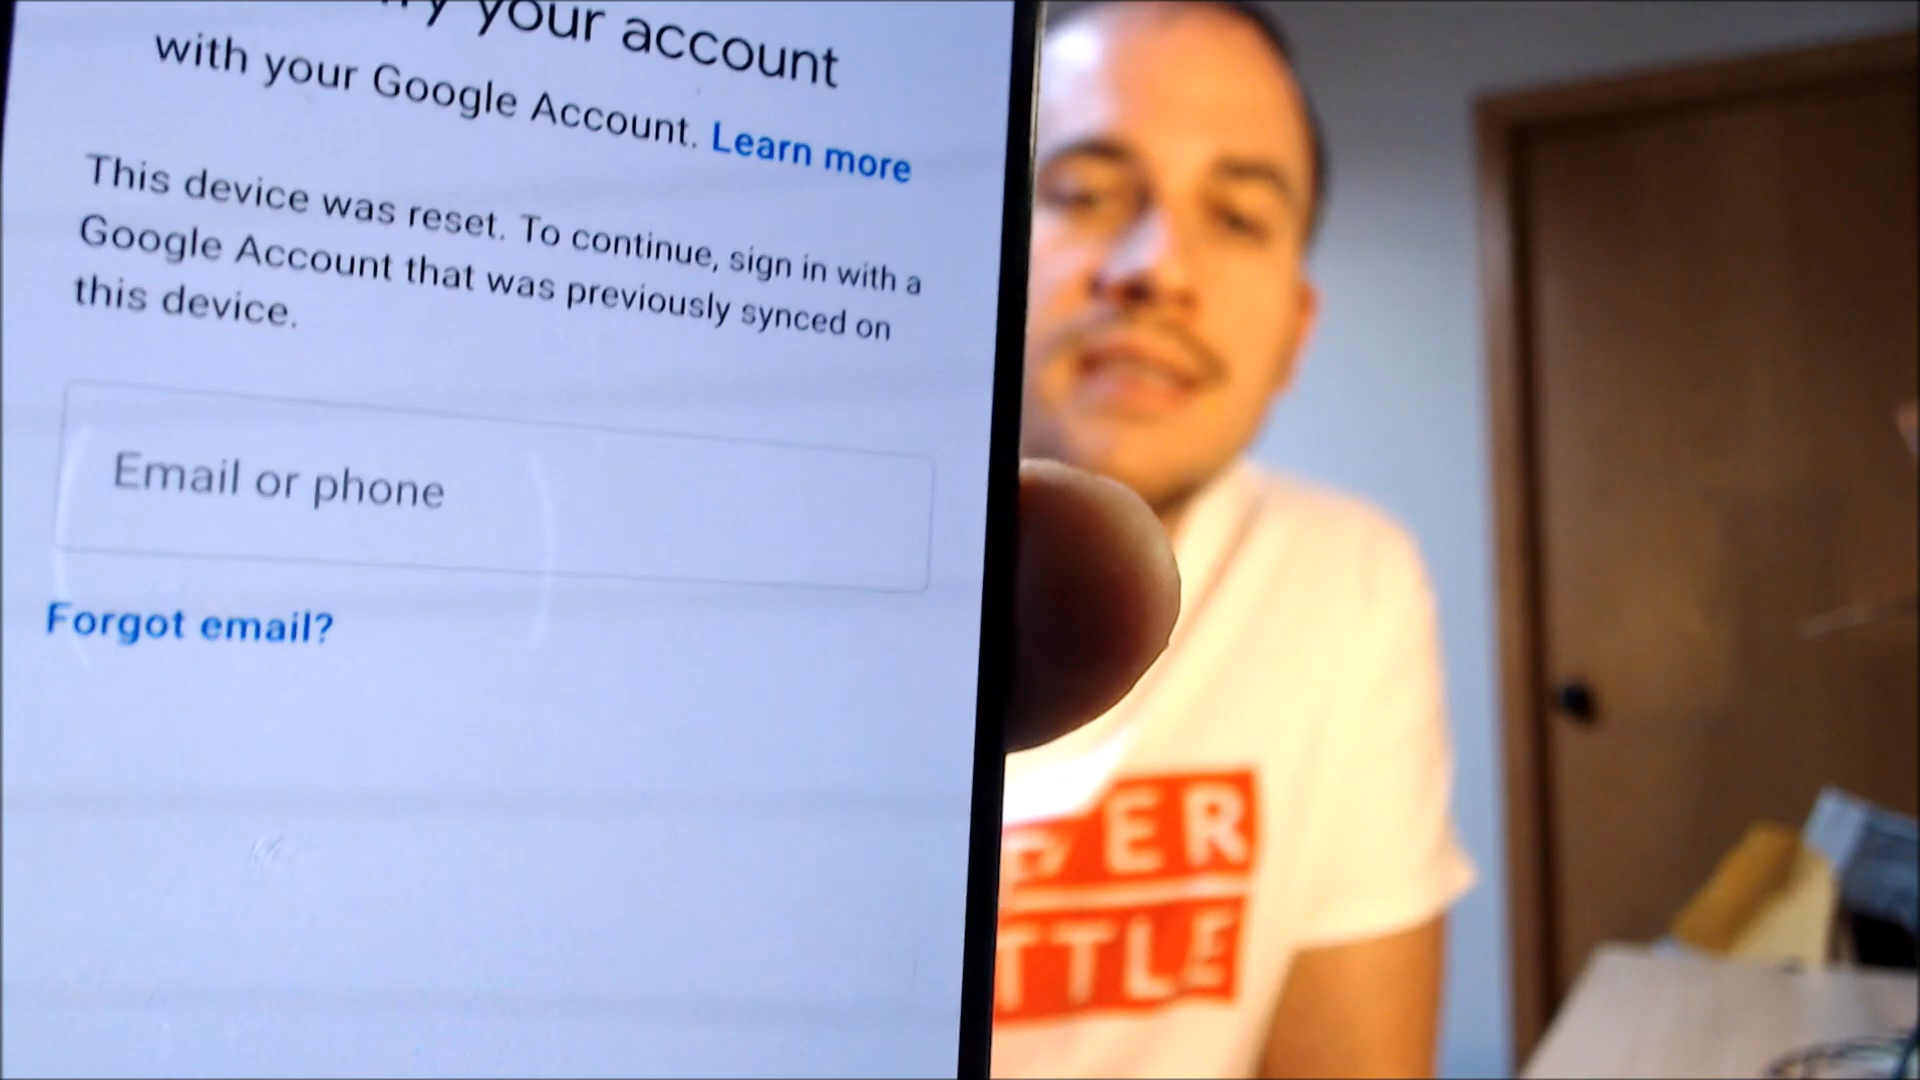 your account
with your Google Account. Learn more
This device was reset. To continue, sign in with a
Google Account that was previously synced on
this device.
Email or phone
Forgot email?
ER
TTLE